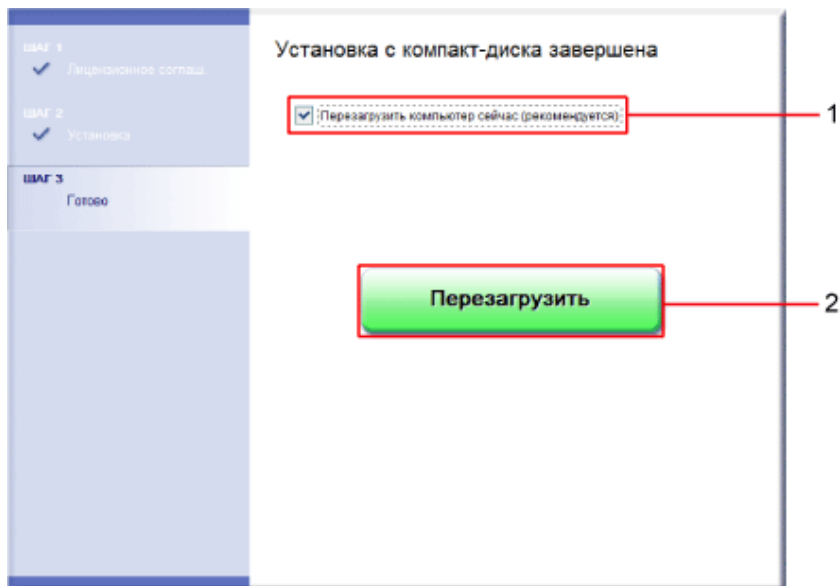 ШАГ 1
Лицензионное соглаш.
ШАГ 2
Установка
ШАГ 3
Готово
Установка с компакт-диска завершена
Перезагрузить компьютер сейчас (рекомендуется)
1
Перезагрузить
2